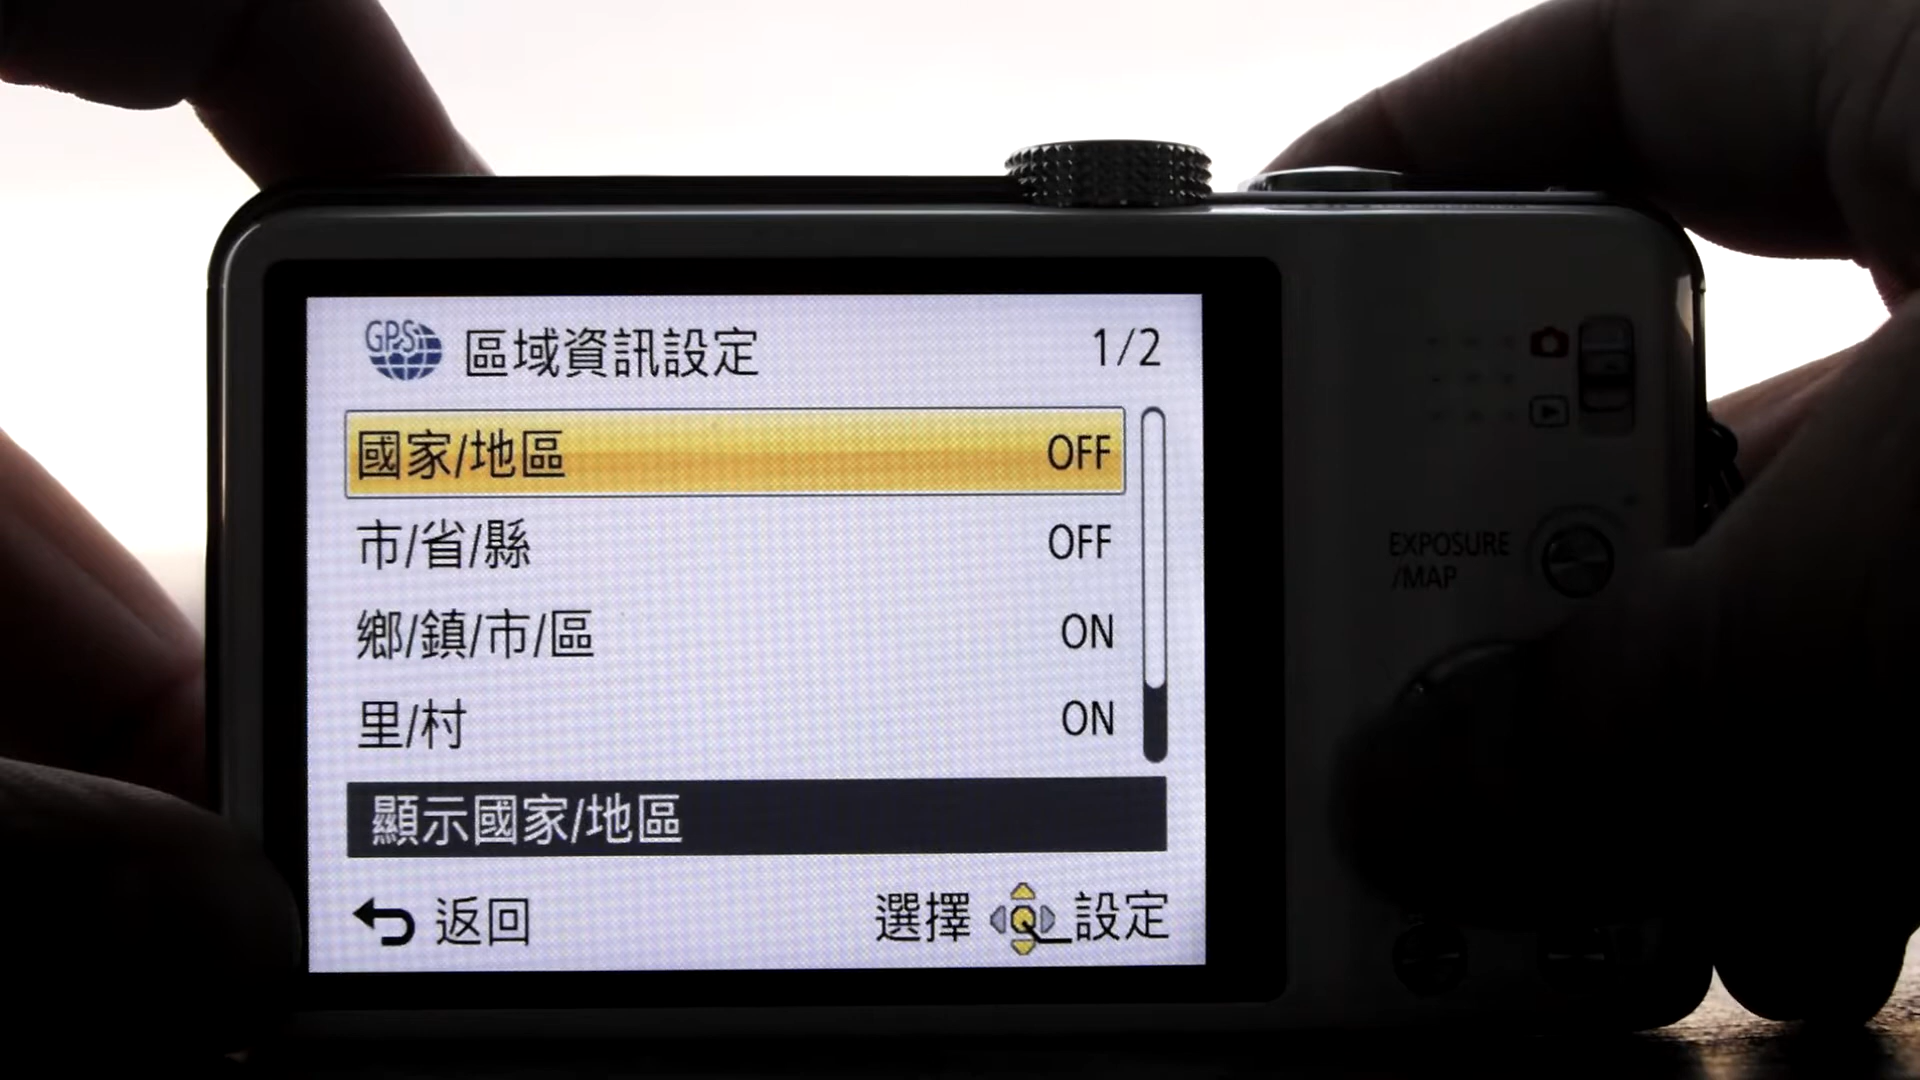 GPS 區域資訊設定 1/2
國家/地區 OFF
市/省/縣 OFF
鄉/鎮/市/區 ON
里/村 ON
顯示國家/地區
返回 選擇 設定
EXPOSURE
/MAP